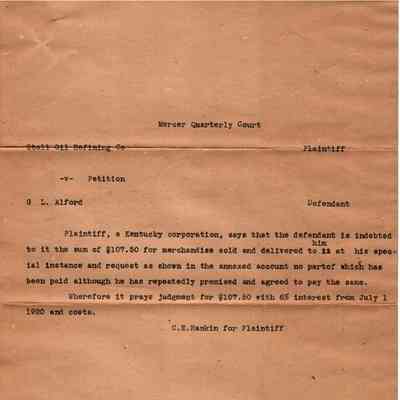 Mercer Quarterly Court
Stoll Oil Refining Co Plaintiff
-v- Petition
G L. Alford Defendant
Plaintiff, a Kentucky corporation, says that the defendant is indebted
him
to it the sum of $107.50 for merchandise sold and delivered to it at his spec-
ial instance and request as shown in the annexed account no partof which has
been paid although he has repeatedly promised and agreed to pay the same.
Wherefore it prays judgment for $107.50 with 6% interest from July 1
1920 and costs.
C.E.Rankin for Plaintiff